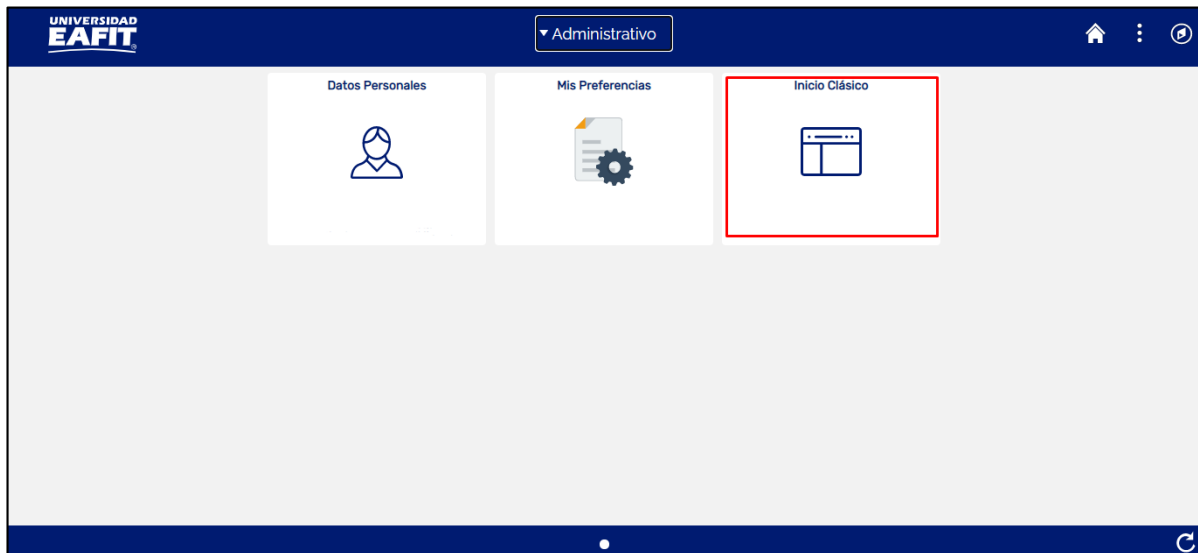 UNIVERSIDAD
EAFIT
Administrativo
Datos Personales
Mis Preferencias
Inicio Clásico